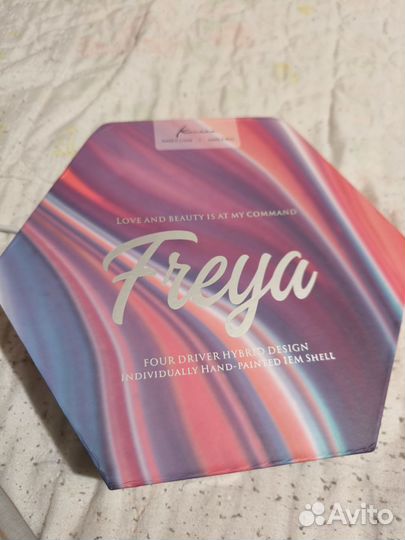 LOVE AND BEAUTY IS AT MY COMMAND
Freya
FOUR DRIVER HYBRID DESIGN
INDIVIDUALLY HAND-PAINTED IEM SHELL
Avito